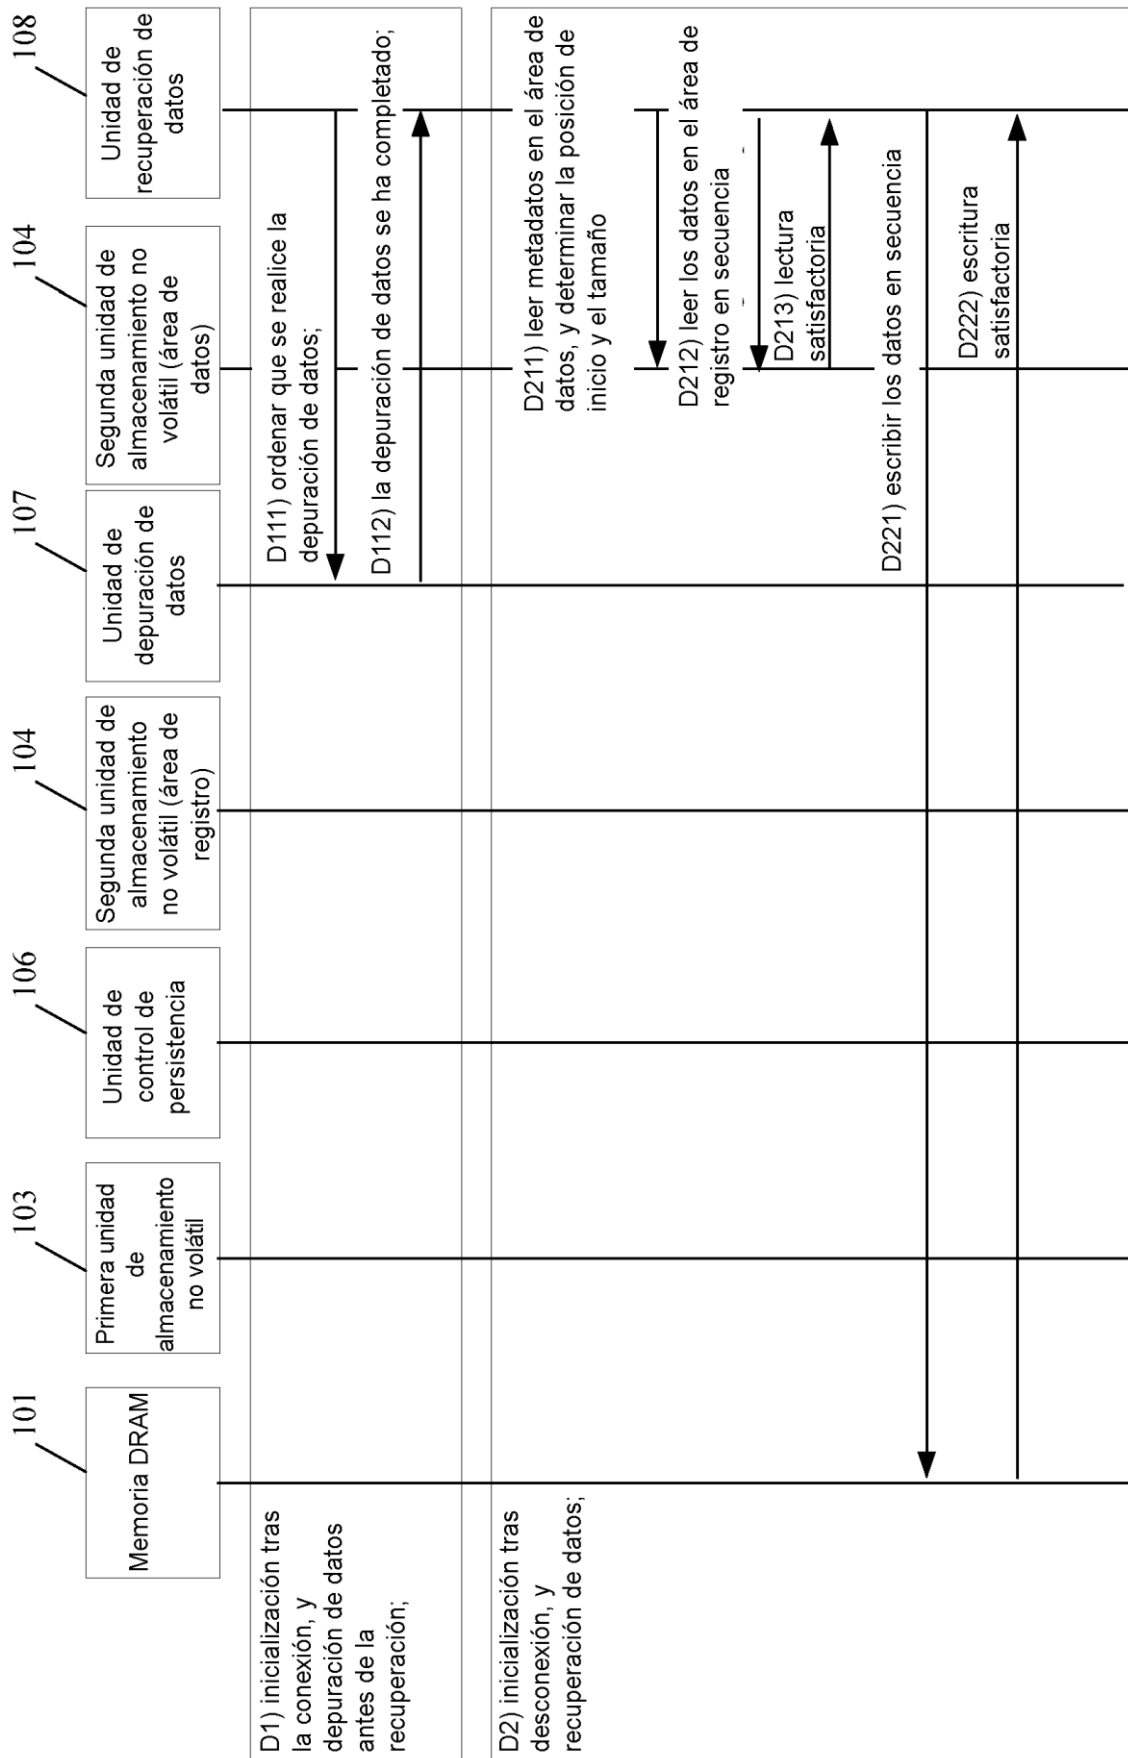 101
103
106
104
107
104
108
Memoria DRAM
Primera unidad
de
almacenamiento
no volátil
Unidad de
control de
persistencia
Segunda unidad de
almacenamiento
no volátil (área de
registro)
Unidad de
depuración de
datos
Segunda unidad de
almacenamiento no
volátil (área de
datos)
Unidad de
recuperación de
datos
D1) inicialización tras
la conexión, y
depuración de datos
antes de la
recuperación;
D111) ordenar que se realice la
depuración de datos;
D112) la depuración de datos se ha completado;
D2) inicialización tras
desconexión, y
recuperación de datos;
D211) leer metadatos en el área de
datos, y determinar la posición de
inicio y el tamaño
D212) leer los datos en el área de
registro en secuencia
D213) lectura
satisfactoria
D221) escribir los datos en secuencia
D222) escritura
satisfactoria